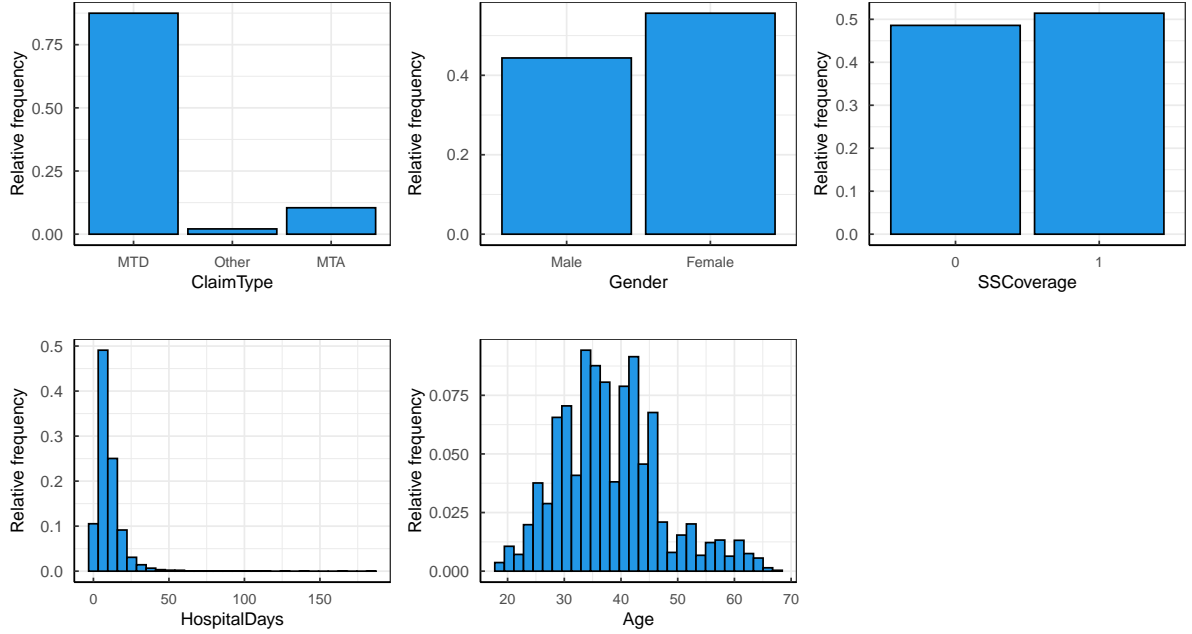 Relative frequency
0.75
0.50
0.25
0.00
MTD Other MTA
ClaimType
Relative frequency
0.4
0.2
0.0
Male Female
Gender
Relative frequency
0.5
0.4
0.3
0.2
0.1
0.0
0 1
SSCoverage
Relative frequency
0.5
0.4
0.3
0.2
0.1
0.0
0 50 100 150
HospitalDays
Relative frequency
0.075
0.050
0.025
0.000
20 30 40 50 60 70
Age